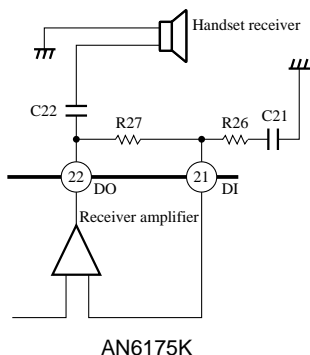 Handset receiver
C22
R27
R26
C21
22
DO
21
DI
Receiver amplifier
AN6175K